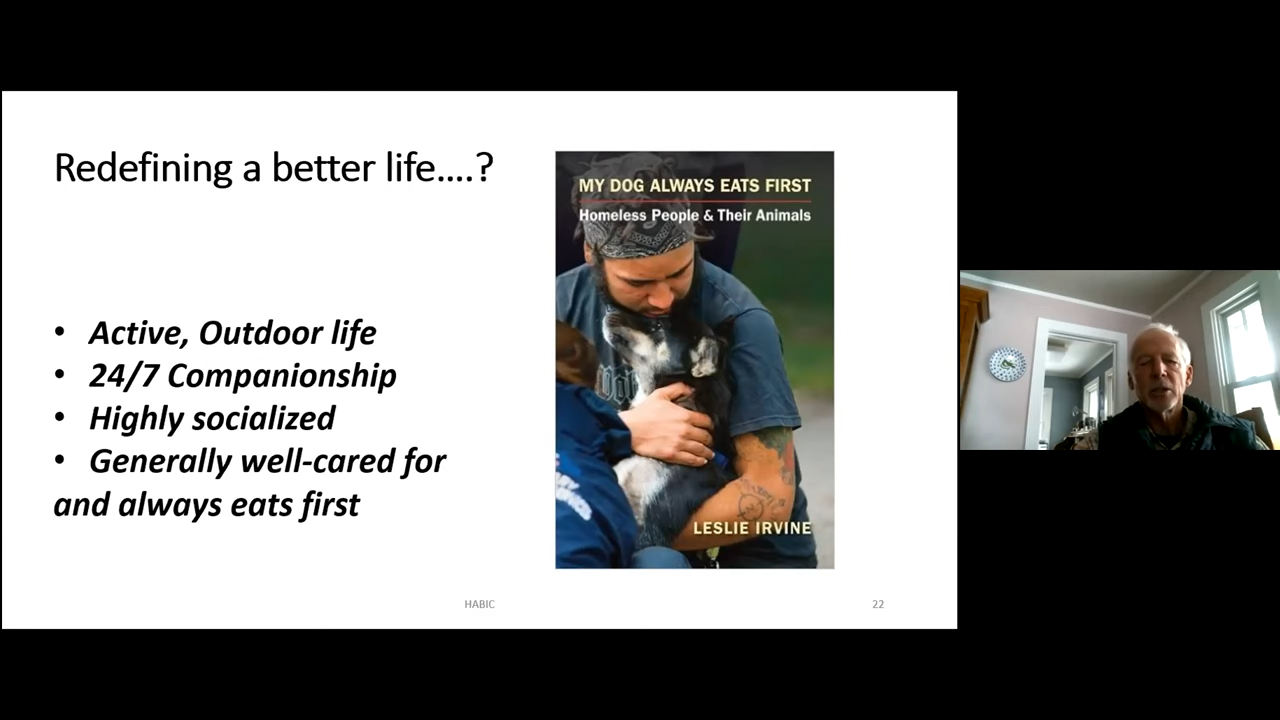 Redefining a better life....?
• Active, Outdoor life
• 24/7 Companionship
• Highly socialized
• Generally well-cared for
and always eats first
MY DOG ALWAYS EATS FIRST
Homeless People & Their Animals
LESLIE IRVINE
HABIC
22